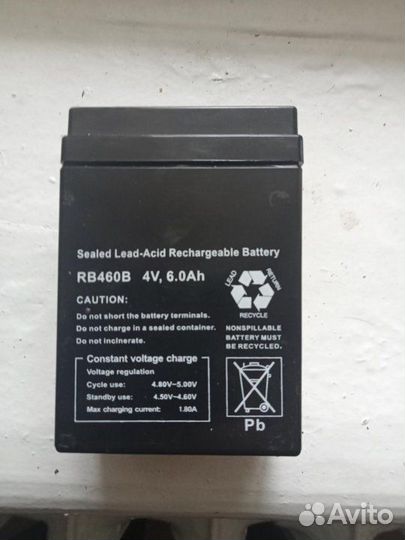 Sealed Lead-Acid Rechargeable Battery
RB460B 4V, 6.0Ah
CAUTION:
Do not short the battery terminals.
Do not charge in a sealed container.
Do not inclnerate.
LEAD
RETURN
RECYCLE
NONSPILLABLE
BATTERY MUST
BE RECYCLED.
Constant voltage charge
Voltage regulation
Cycle use: 4.80V~5.00V
Standby use: 4.50V~4.60V
Max charging current: 1.80A
Pb
Avito